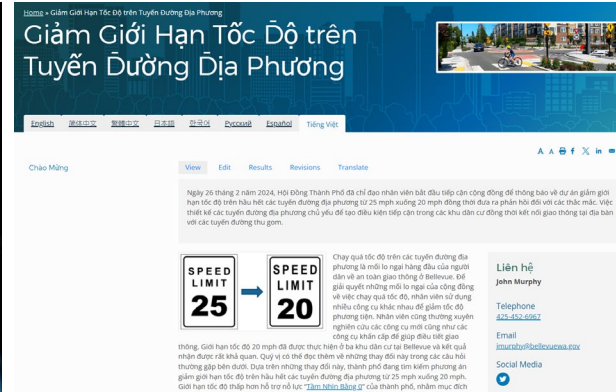 Home » Giảm Giới Hạn Tốc Độ trên Tuyến Đường Địa Phương
Giảm Giới Hạn Tốc Độ trên
Tuyến Đường Địa Phương
English 简体中文 繁體中文 日本語 한국어 Русский Español Tiếng Việt
A A f X in
Chào Mừng
View Edit Results Revisions Translate
Ngày 26 tháng 2 năm 2024, Hội Đồng Thành Phố đã chỉ đạo nhân viên bắt đầu tiếp cận cộng đồng để thông báo về dự án giảm giới
hạn tốc độ trên hầu hết các tuyến đường địa phương từ 25 mph xuống 20 mph đồng thời đưa ra phản hồi đối với các thắc mắc. Việc
thiết kế các tuyến đường địa phương chủ yếu để tạo điều kiện tiếp cận trong các khu dân cư đồng thời kết nối giao thông tại địa bàn
với các tuyến đường thu gom.
SPEED
LIMIT
25
SPEED
LIMIT
20
Chạy quá tốc độ trên các tuyến đường địa
phương là mối lo ngại hàng đầu của người
dân về an toàn giao thông ở Bellevue. Để
giải quyết những mối lo ngại của cộng đồng
về việc chạy quá tốc độ, nhân viên sử dụng
nhiều công cụ khác nhau để giảm tốc độ
phương tiện. Nhân viên cũng thường xuyên
nghiên cứu các công cụ mới cũng như các
công cụ khẩn cấp để giúp điều tiết giao
thông. Giới hạn tốc độ 20 mph đã được thực hiện ở ba khu dân cư tại Bellevue và kết quả
nhận được rất khả quan. Quý vị có thể đọc thêm về những thay đổi này trong các câu hỏi
thường gặp bên dưới. Dựa trên những thay đổi này, thành phố đang tìm kiếm phương án
giảm giới hạn tốc độ trên hầu hết các tuyến đường địa phương từ 25 mph xuống 20 mph.
Giới hạn tốc độ thấp hơn hỗ trợ nỗ lực "Tầm Nhìn Bằng 0" của thành phố, nhằm mục đích
Liên hệ
John Murphy
Telephone
425-452-6967
Email
jmurphy@bellevuewa.gov
Social Media